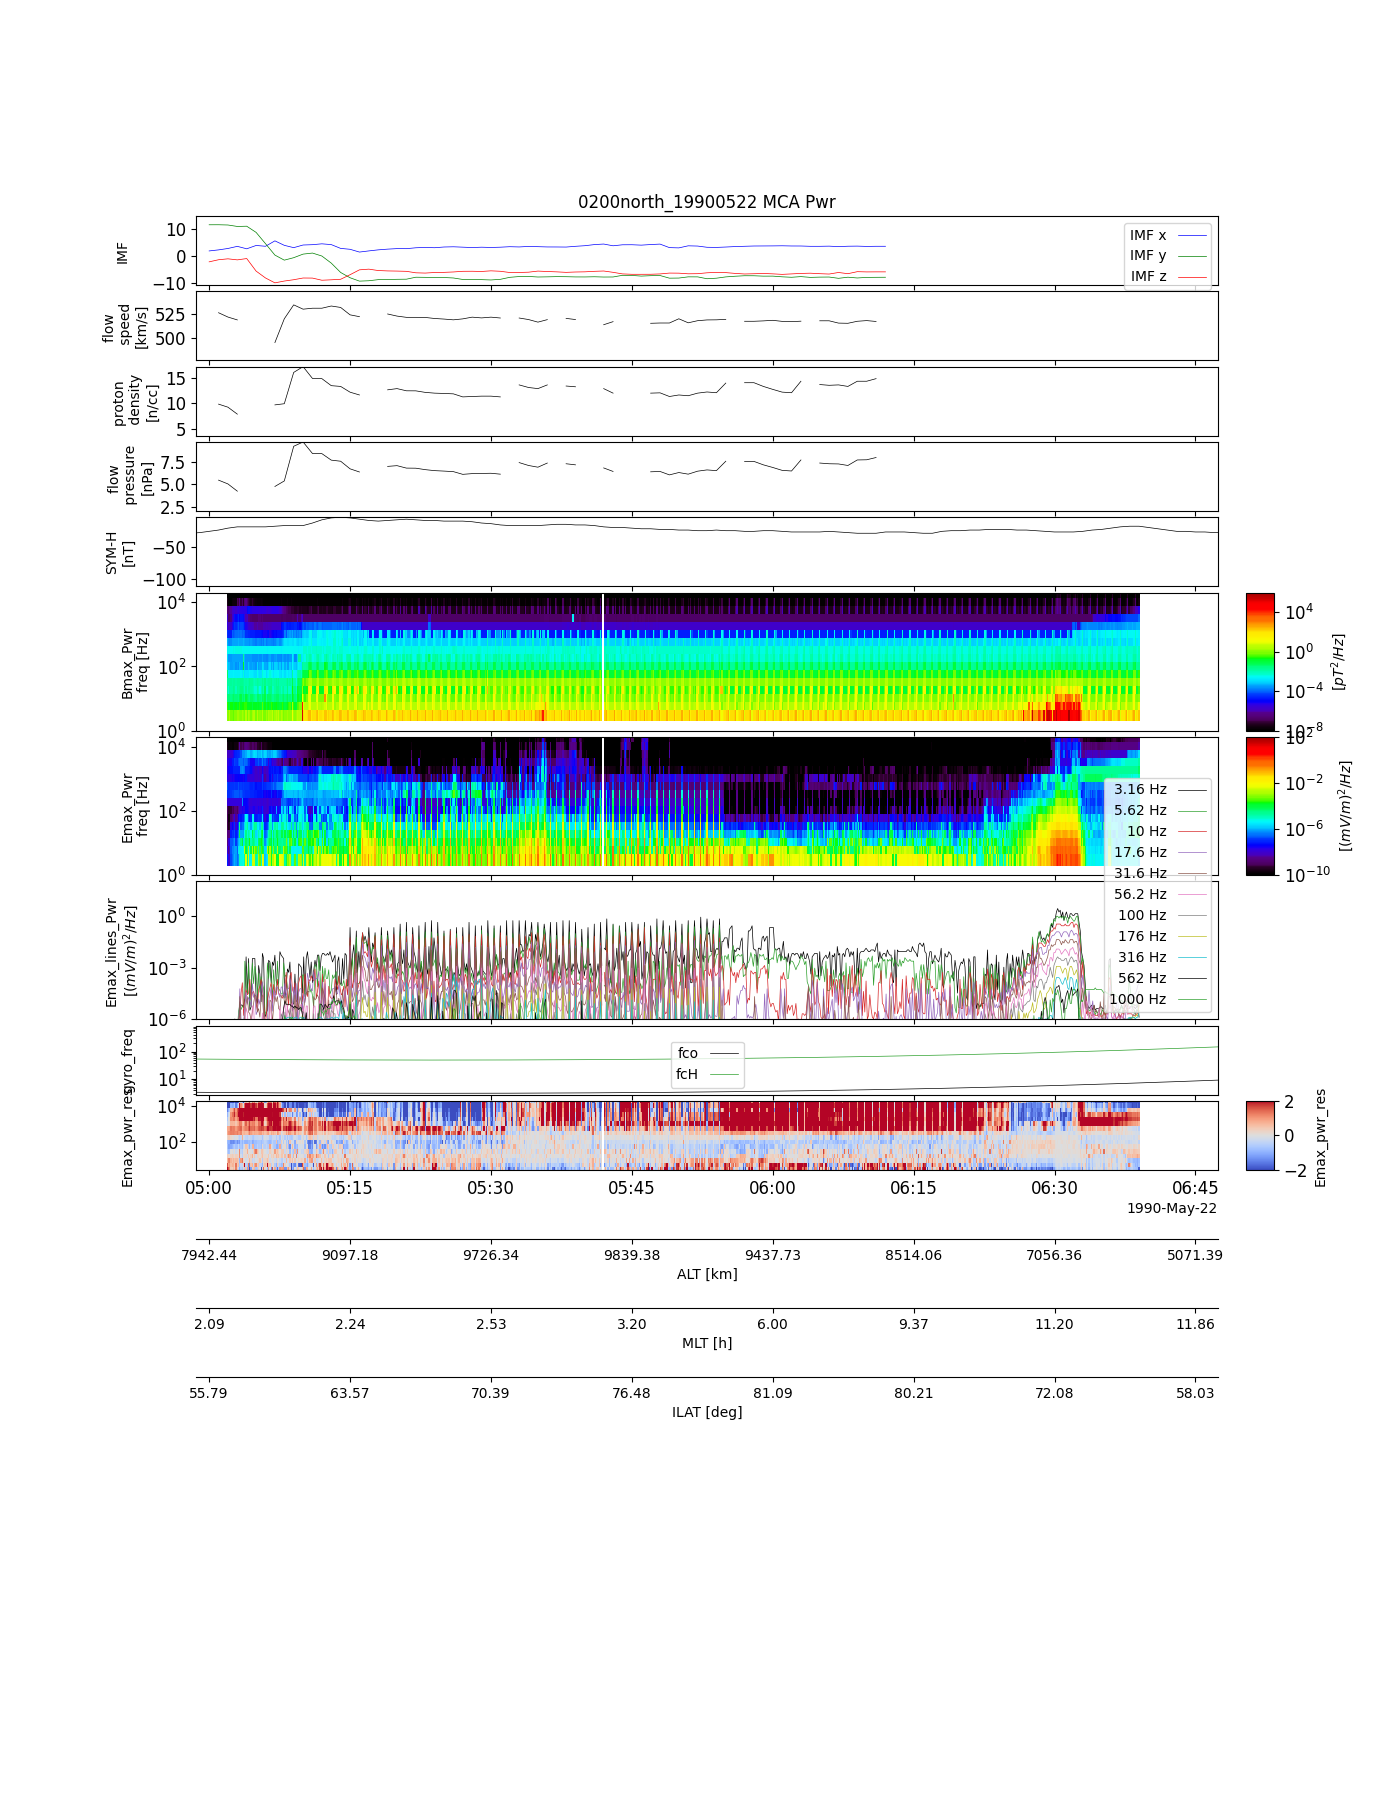 0200north_19900522 MCA Pwr
10
0
−10
IMF
IMF x
IMF y
IMF z
525
500
flow
speed
[km/s]
15
10
5
proton
density
[n/cc]
7.5
5.0
2.5
flow
pressure
[nPa]
−50
−100
SYM-H
[nT]
10^4
10^2
10^0
Bmax_Pwr
freq [Hz]
10^4
10^0
10^−4
10^−8
[pT^2/Hz]
10^4
10^2
10^0
Emax_Pwr
freq [Hz]
10^2
10^−2
10^−6
10^−10
[(mV/m)^2/Hz]
3.16 Hz
5.62 Hz
10 Hz
17.6 Hz
31.6 Hz
56.2 Hz
100 Hz
176 Hz
316 Hz
562 Hz
1000 Hz
10^0
10^−3
10^−6
Emax_lines_Pwr
[(mV/m)^2/Hz]
10^2
10^1
gyro_freq
fco
fcH
10^4
10^2
Emax_pwr_res
2
0
−2
Emax_pwr_res
05:00 05:15 05:30 05:45 06:00 06:15 06:30 06:45
1990-May-22
7942.44 9097.18 9726.34 9839.38 9437.73 8514.06 7056.36 5071.39
ALT [km]
2.09 2.24 2.53 3.20 6.00 9.37 11.20 11.86
MLT [h]
55.79 63.57 70.39 76.48 81.09 80.21 72.08 58.03
ILAT [deg]